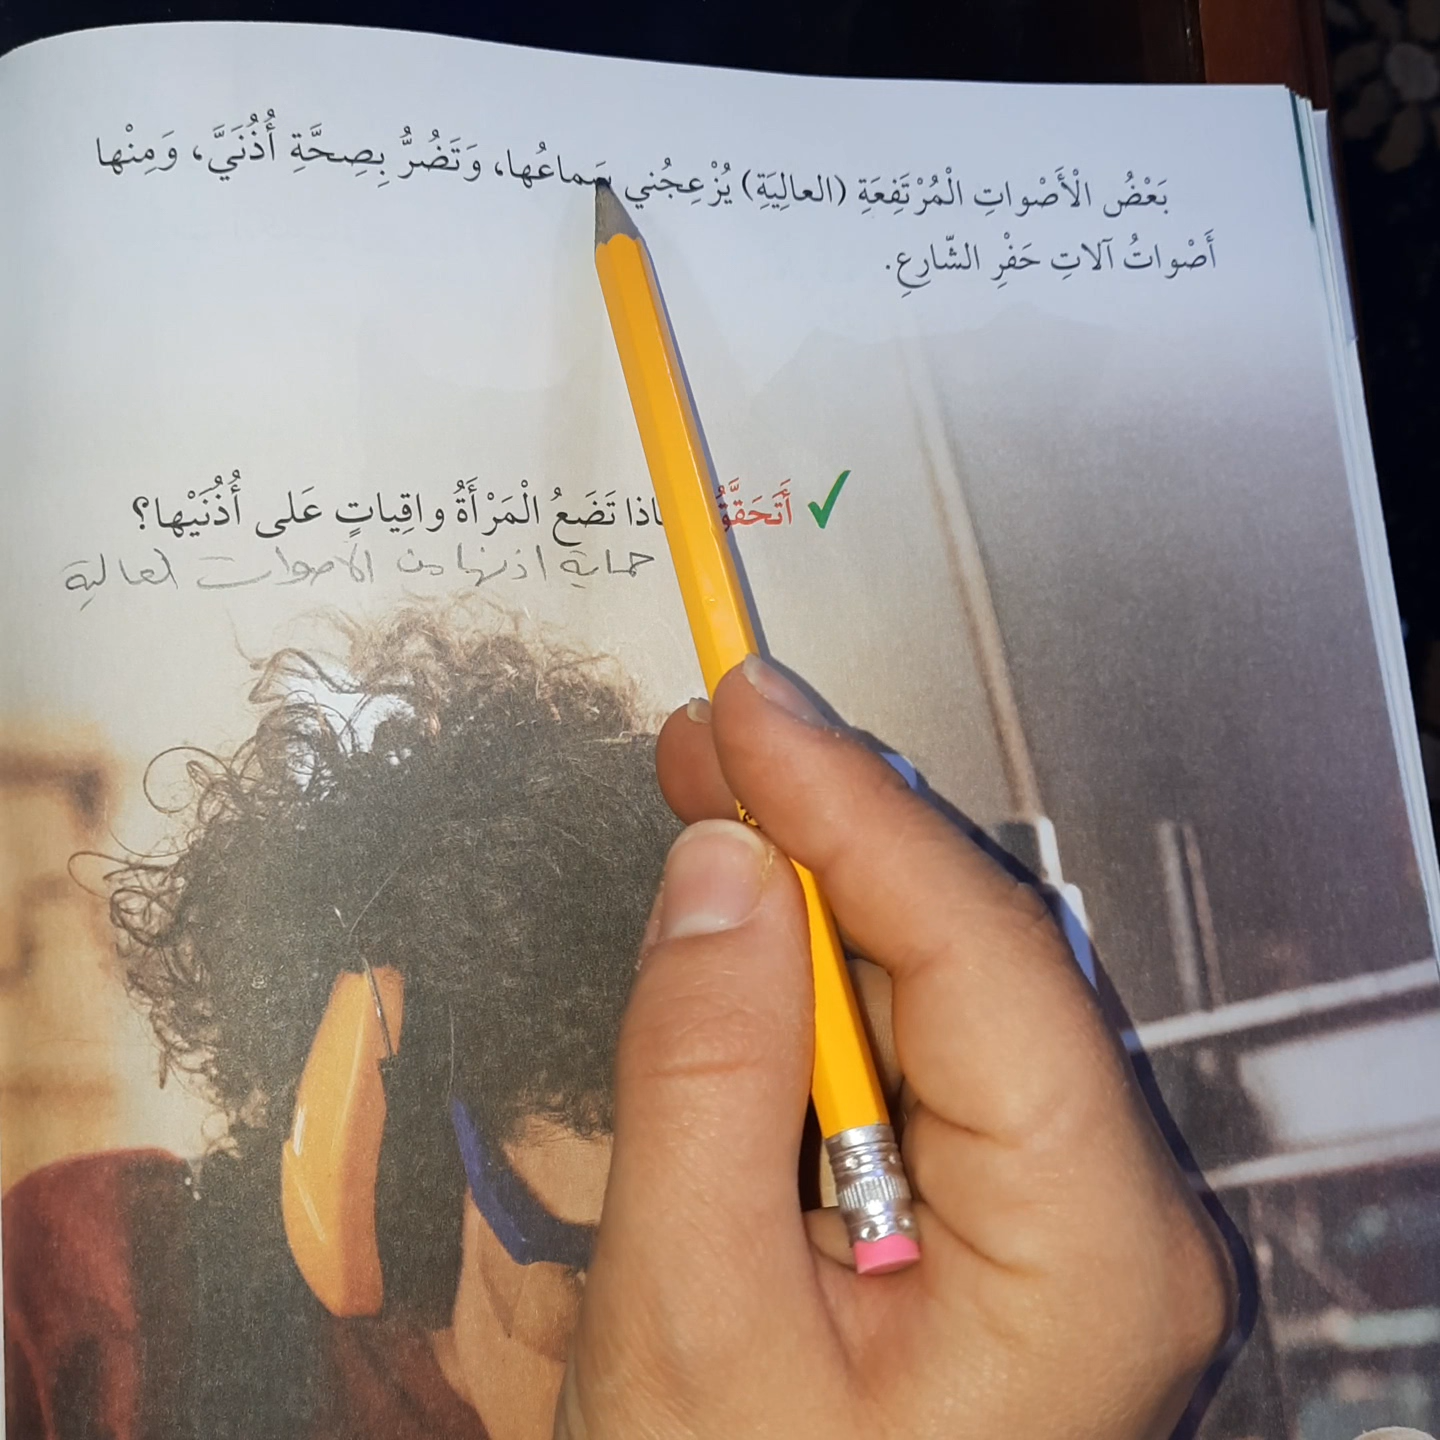 بَعْضُ الْأَصْواتِ الْمُرْتَفِعَةِ (العالِيَةِ) يُزْعِجُني سَماعُها، وَتَضُرُّ بِصِحَّةِ أُذُنَيَّ، وَمِنْها
أَصْواتُ آلاتِ حَفْرِ الشّارِعِ.
✓ أَتَحَقَّقُ تَضَعُ الْمَرْأَةُ واقِياتٍ عَلى أُذُنَيْها؟
حماية اذنها من الاصوات العالية